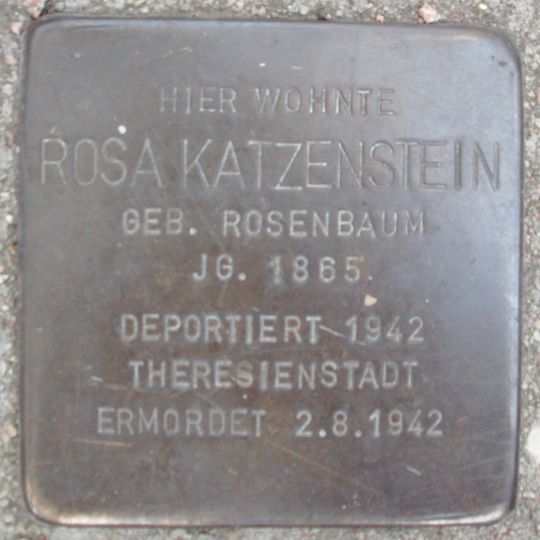 HIER WOHNTE
ROSA KATZENSTEIN
GEB. ROSENBAUM
JG. 1865
DEPORTIERT 1942
THERESIENSTADT
ERMORDET 2.8.1942